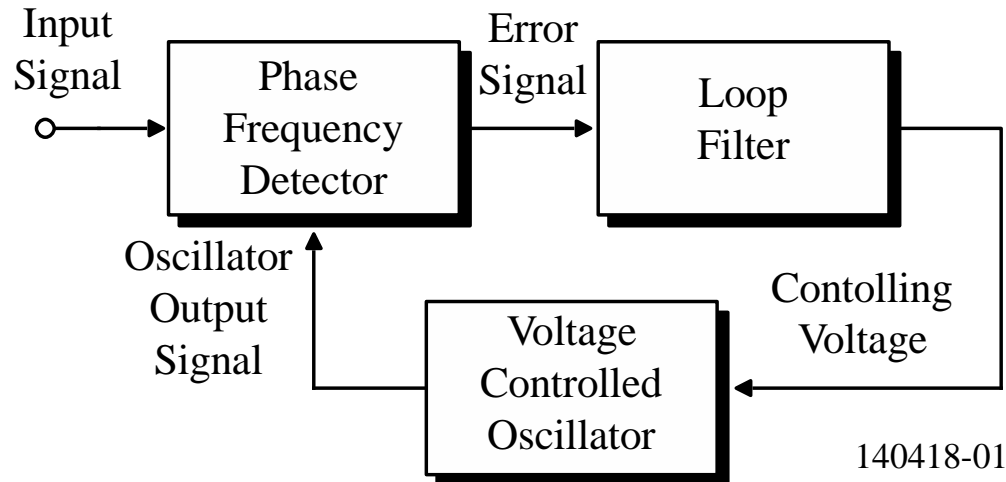 Input
Signal
Phase
Frequency
Detector
Error
Signal
Loop
Filter
Oscillator
Output
Signal
Voltage
Controlled
Oscillator
Contolling
Voltage
140418-01